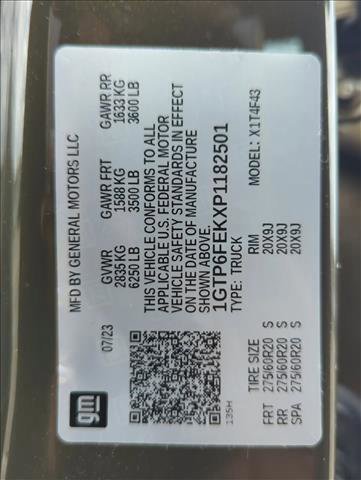 gm
MFD BY GENERAL MOTORS LLC
07/23
GVWR GAWR FRT GAWR RR
2835 KG 1588 KG 1633 KG
6250 LB 3500 LB 3600 LB
THIS VEHICLE CONFORMS TO ALL
APPLICABLE U.S. FEDERAL MOTOR
VEHICLE SAFETY STANDARDS IN EFFECT
ON THE DATE OF MANUFACTURE
SHOWN ABOVE.
1GTP6FEKXP1182501
TYPE: TRUCK MODEL: X1T4F43
135H
TIRE SIZE RIM
FRT 275/60R20 S 20X9J
RR 275/60R20 S 20X9J
SPA 275/60R20 S 20X9J